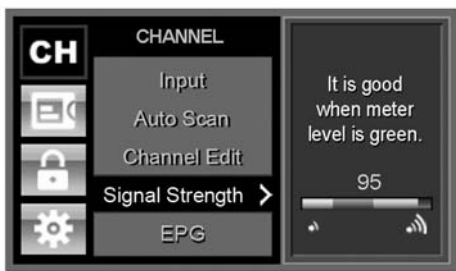 CH
CHANNEL
Input
Auto Scan
Channel Edit
Signal Strength
EPG
It is good
when meter
level is green.
95